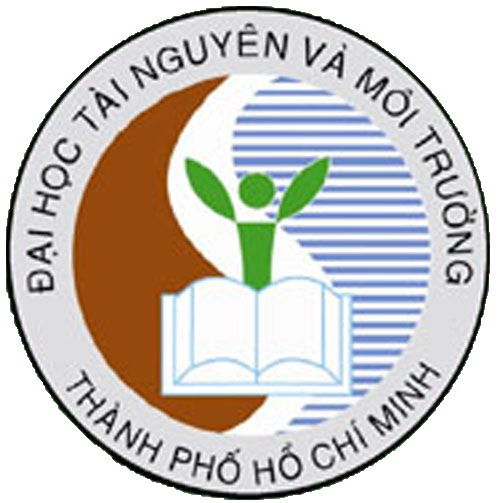 ĐẠI HỌC TÀI NGUYÊN VÀ MÔI TRƯỜNG
THÀNH PHỐ HỒ CHÍ MINH